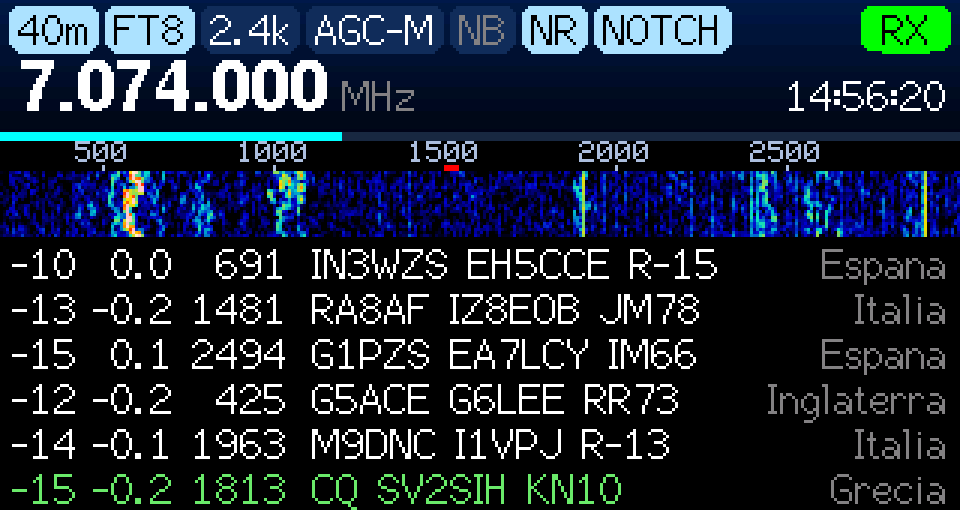 40m FT8 2.4k AGC-M NB NR NOTCH RX
7.074.000 MHz 14:56:20
500 1000 1500 2000 2500
-10 0.0 691 IN3WZS EH5CCE R-15 Espana
-13 -0.2 1481 RA8AF IZ8EOB JM78 Italia
-15 0.1 2494 G1PZS EA7LCY IM66 Espana
-12 -0.2 425 G5ACE G6LEE RR73 Inglaterra
-14 -0.1 1963 M9DNC I1VPJ R-13 Italia
-15 -0.2 1813 CQ SV2SIH KN10 Grecia